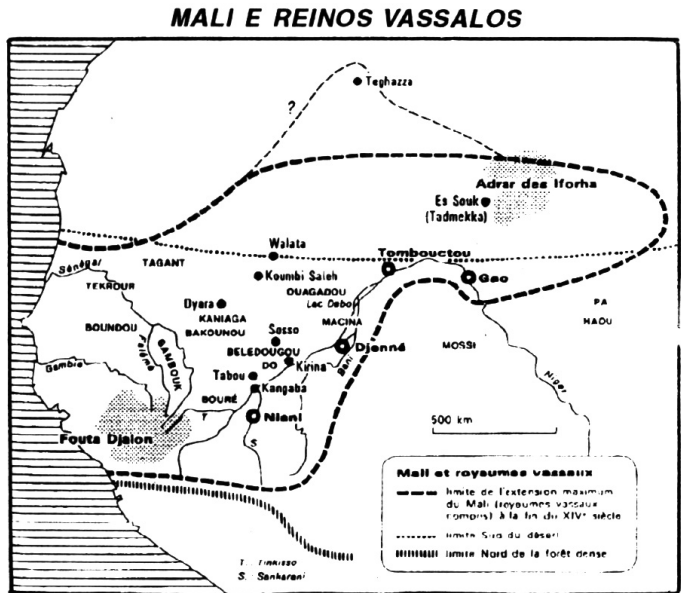 MALI E REINOS VASSALOS
Teghazza
?
Adrar des Iforha
Es Souk
(Tadmekka)
Walata
Tombouctou
Sénégal
TAGANT
Koumbi Saleh
Gao
TEKROUR
OUAGADOU
Lac Debo
Dyara
KANIAGA
BAKOUNOU
MACINA
BOUNDOU
Sosso
Djenné
MOSSI
Falémé
BAMBOUK
BELEDOUGOU
DO
Kirina
Bani
Gambie
Tabou
Kangaba
Niger
BOURÉ
T
Niani
500 km
Fouta Djalon
S
Mali et royaumes vassaux
limite de l'extension maximum
du Mali (royaumes vassaux
compris) à la fin du XIVe siècle
limite Sud du désert
limite Nord de la forêt dense
T. Tinkisso
S. Sankarani